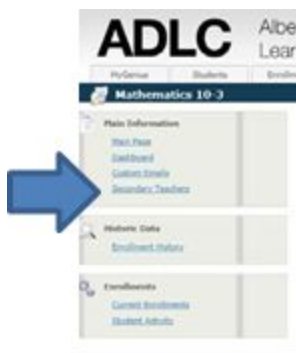 ADLC Albe
Lear
MyGenius Students Enrollm
Mathematics 10-3
Main Information
Main Page
Dashboard
Custom Emails
Secondary Teachers
Historic Data
Enrollment History
Enrollments
Current Enrollments
Student Activity